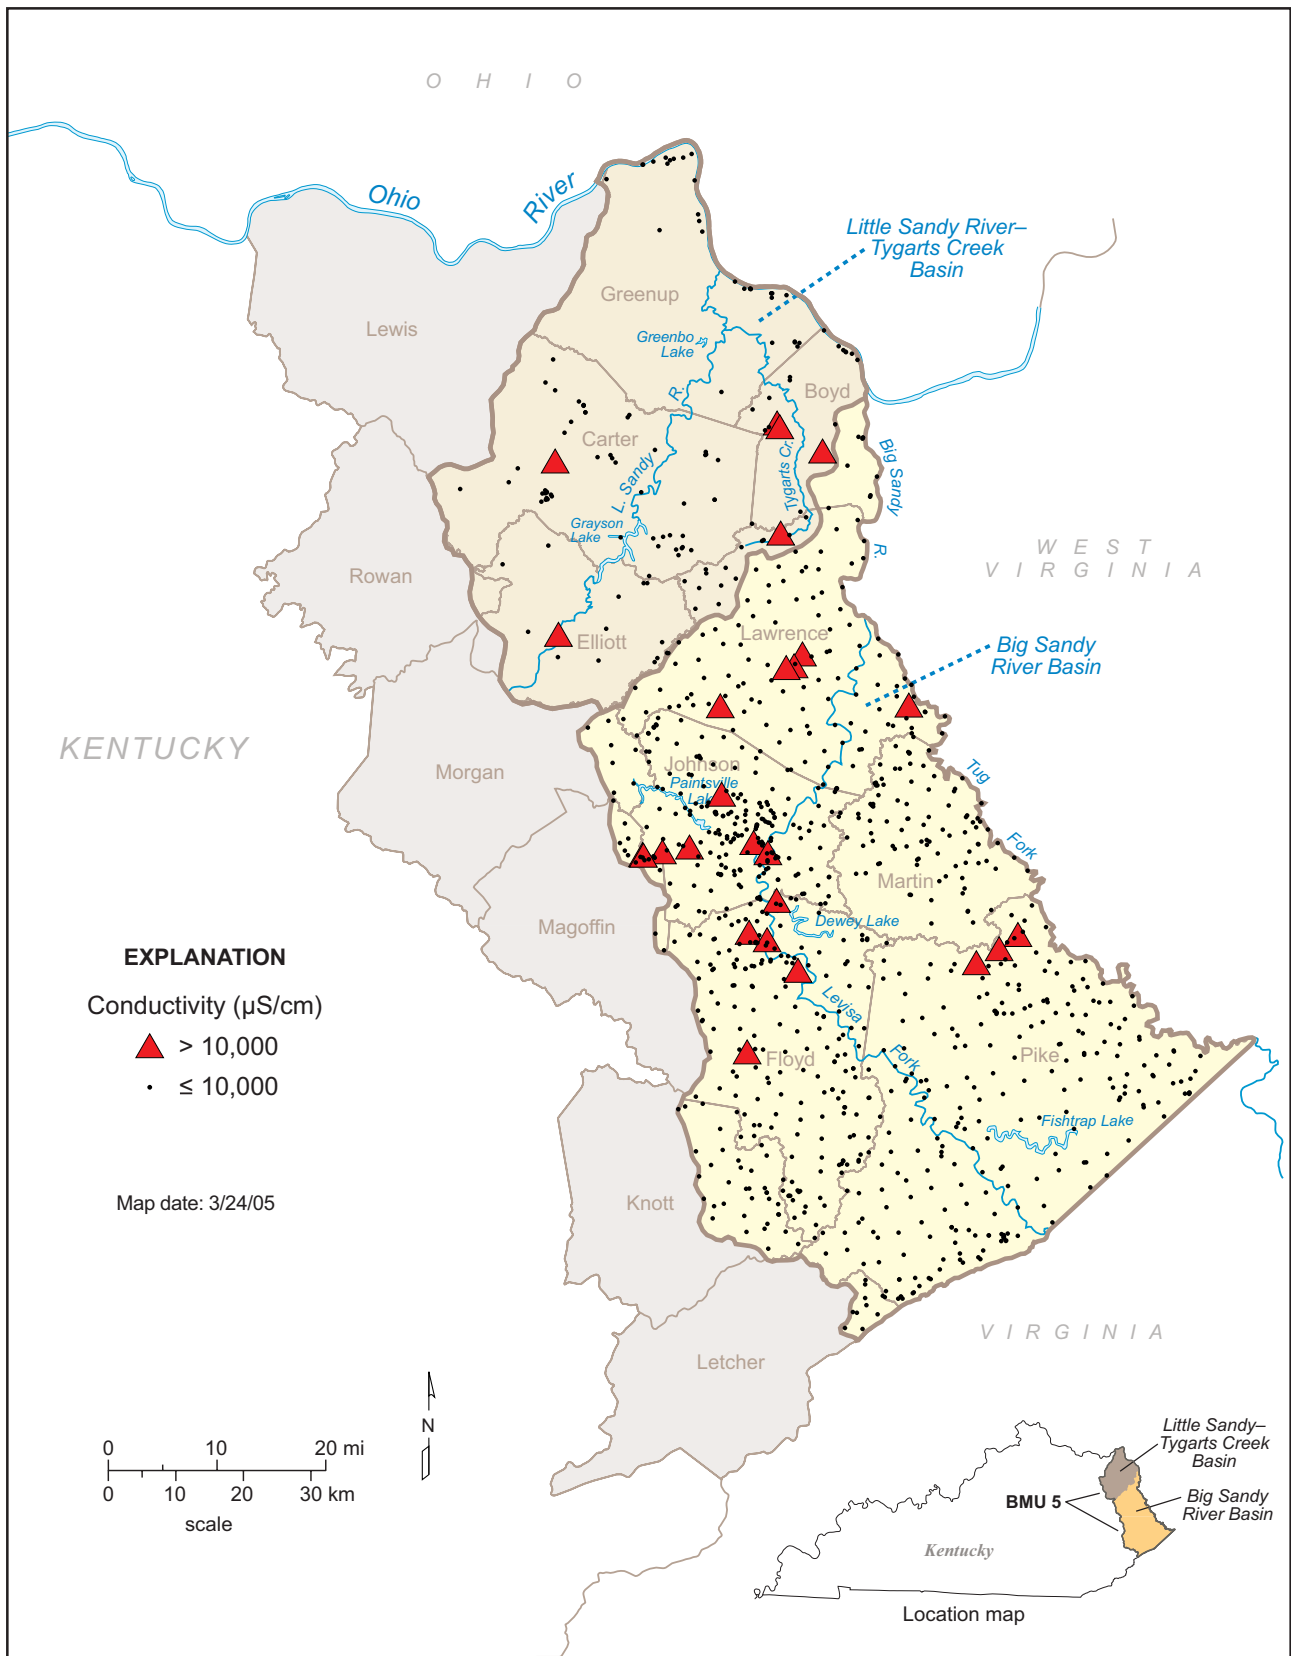 O H I O
Ohio
River
Little Sandy River–
Tygarts Creek
Basin
Greenup
Lewis
Greenbo
Lake
R.
Boyd
Carter
Big Sandy
Tygarts Cr.
L. Sandy
Grayson
Lake
R.
WEST
VIRGINIA
Rowan
Lawrence
Elliott
Big Sandy
River Basin
KENTUCKY
Morgan
Johnson
Paintsville
Lake
Tug
Fork
Martin
Magoffin
Dewey Lake
EXPLANATION
Conductivity (µS/cm)
> 10,000
≤ 10,000
Levisa
Fork
Floyd
Pike
Fishtrap Lake
Map date: 3/24/05
Knott
VIRGINIA
Letcher
N
0 10 20 mi
0 10 20 30 km
scale
Little Sandy–
Tygarts Creek
Basin
BMU 5
Big Sandy
River Basin
Kentucky
Location map